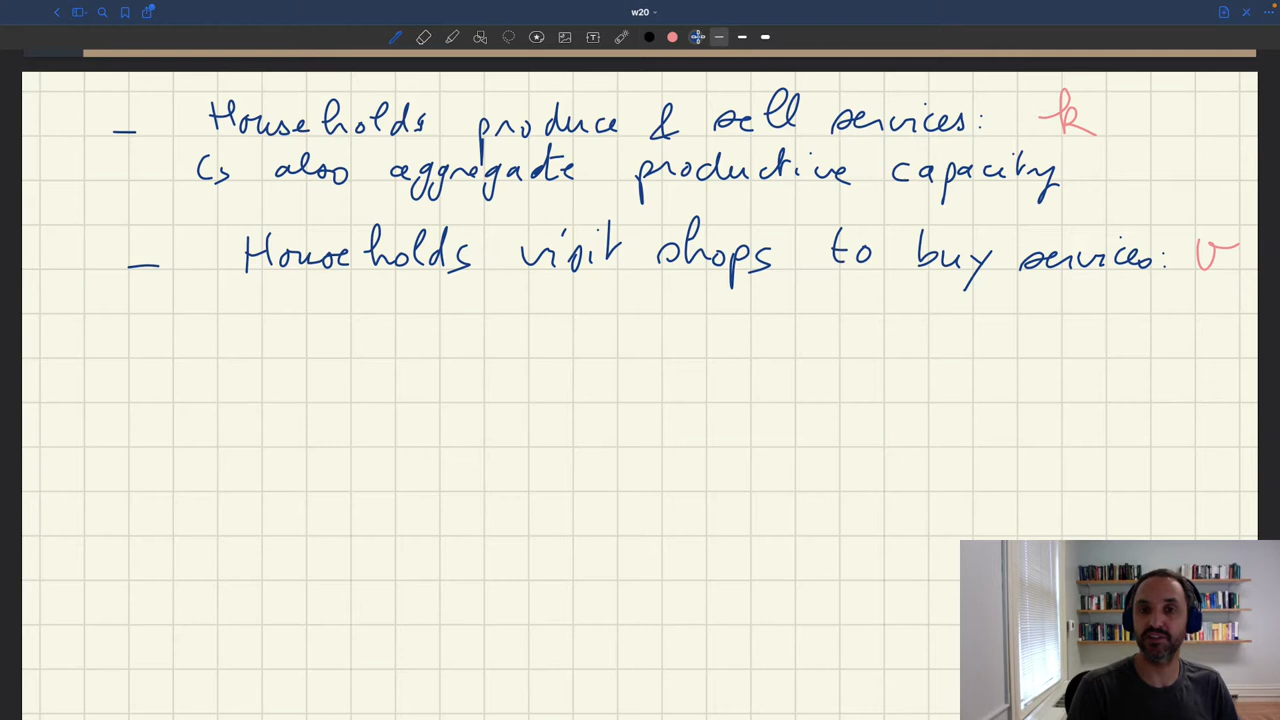 w20
- Households produce & sell services: k
↳ also aggregate productive capacity
- Households visit shops to buy services: v